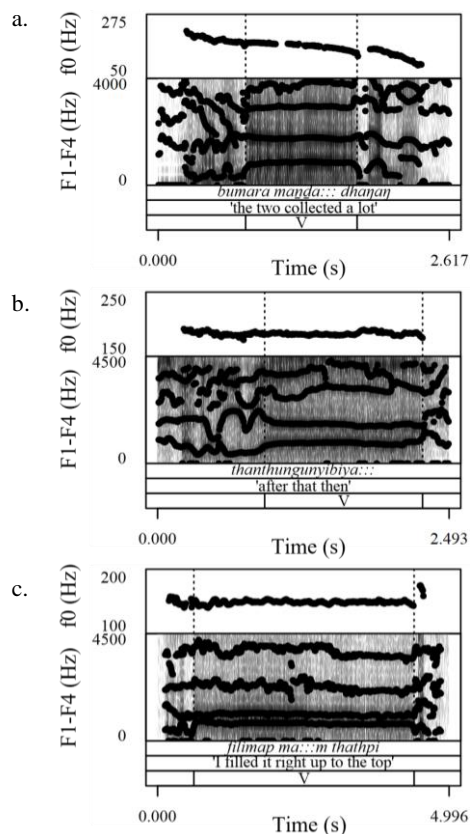 a.
275
f0 (Hz)
50
4000
F1-F4 (Hz)
0
bumara maṉḏa::: dhaŋaŋ
'the two collected a lot'
V
0.000
2.617
Time (s)
b.
250
f0 (Hz)
150
4500
F1-F4 (Hz)
0
thanthungunyibiya:::
'after that then'
V
0.000
2.493
Time (s)
c.
200
f0 (Hz)
100
4500
F1-F4 (Hz)
0
filimap ma:::m thathpi
'I filled it right up to the top'
V
0.000
4.996
Time (s)